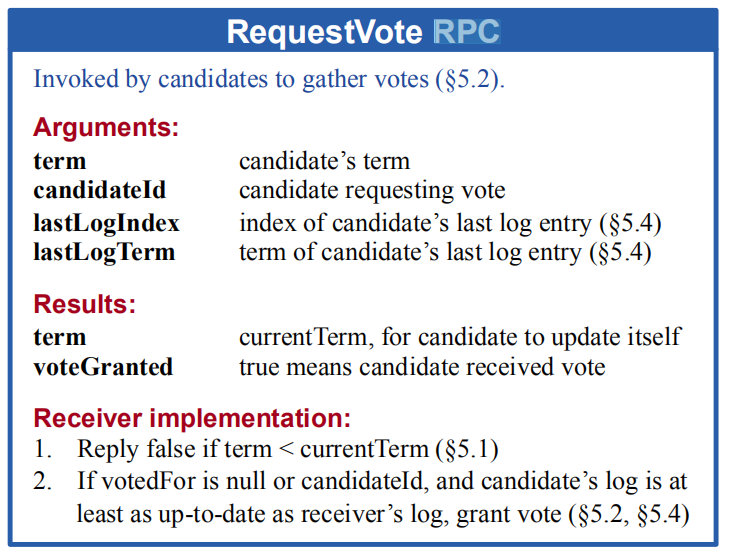 RequestVote RPC
Invoked by candidates to gather votes (§5.2).
Arguments:
term candidate’s term
candidateId candidate requesting vote
lastLogIndex index of candidate’s last log entry (§5.4)
lastLogTerm term of candidate’s last log entry (§5.4)
Results:
term currentTerm, for candidate to update itself
voteGranted true means candidate received vote
Receiver implementation:
1. Reply false if term < currentTerm (§5.1)
2. If votedFor is null or candidateId, and candidate’s log is at
least as up-to-date as receiver’s log, grant vote (§5.2, §5.4)